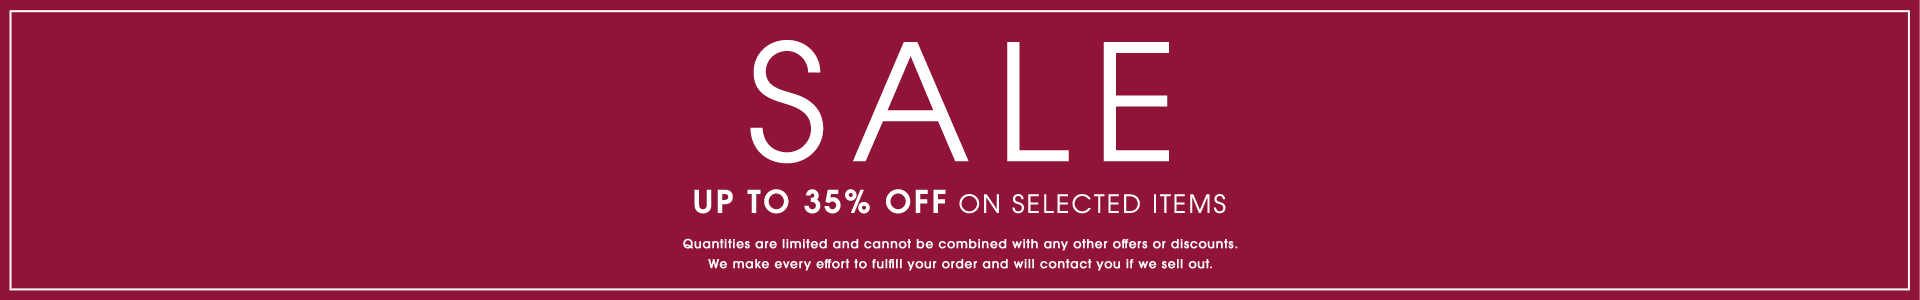 SALE
UP TO 35% OFF ON SELECTED ITEMS
Quantities are limited and cannot be combined with any other offers or discounts.
We make every effort to fulfill your order and will contact you if we sell out.